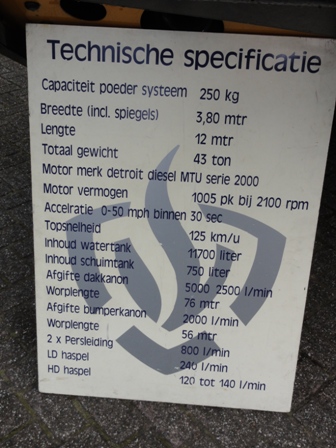 Technische specificatie
Capaciteit poeder systeem 250 kg
Breedte (incl. spiegels) 3,80 mtr
Lengte 12 mtr
Totaal gewicht 43 ton
Motor merk detroit diesel MTU serie 2000
Motor vermogen 1005 pk bij 2100 rpm
Accelratie 0-50 mph binnen 30 sec
Topsnelheid 125 km/u
Inhoud watertank 11700 liter
Inhoud schuimtank 750 liter
Afgifte dakkanon 5000 2500 l/min
Worplengte 76 mtr
Afgifte bumperkanon 2000 l/min
Worplengte 56 mtr
2 x Persleiding 800 l/min
LD haspel 240 l/min
HD haspel 120 tot 140 l/min